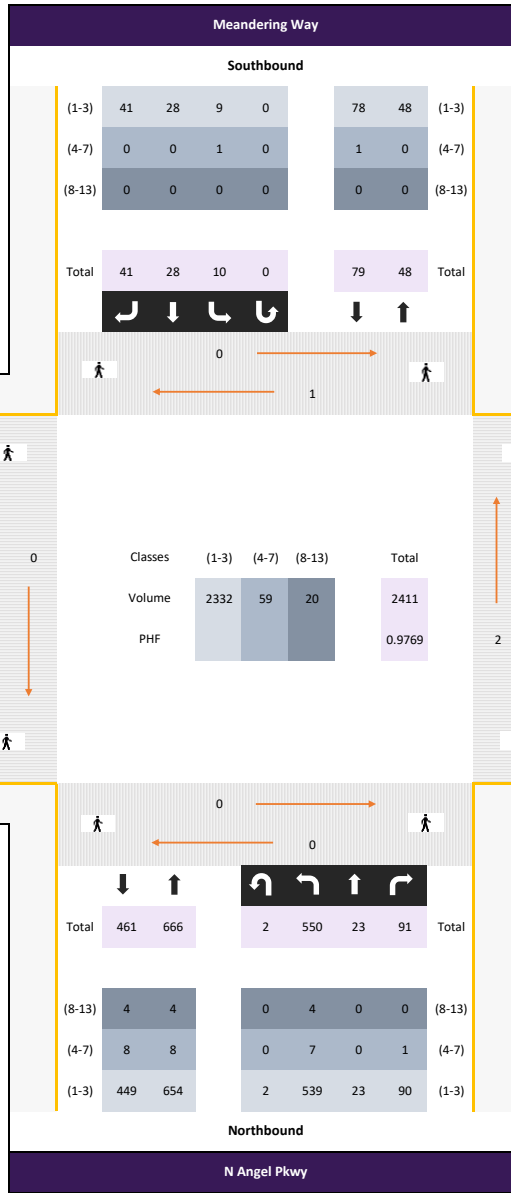 Meandering Way
Southbound
(1-3) 41 28 9 0 78 48 (1-3)
(4-7) 0 0 1 0 1 0 (4-7)
(8-13) 0 0 0 0 0 0 (8-13)
Total 41 28 10 0 79 48 Total
0
1
0
Classes (1-3) (4-7) (8-13) Total
Volume 2332 59 20 2411
PHF 0.9769
2
0
0
Total 461 666 2 550 23 91 Total
(8-13) 4 4 0 4 0 0 (8-13)
(4-7) 8 8 0 7 0 1 (4-7)
(1-3) 449 654 2 539 23 90 (1-3)
Northbound
N Angel Pkwy